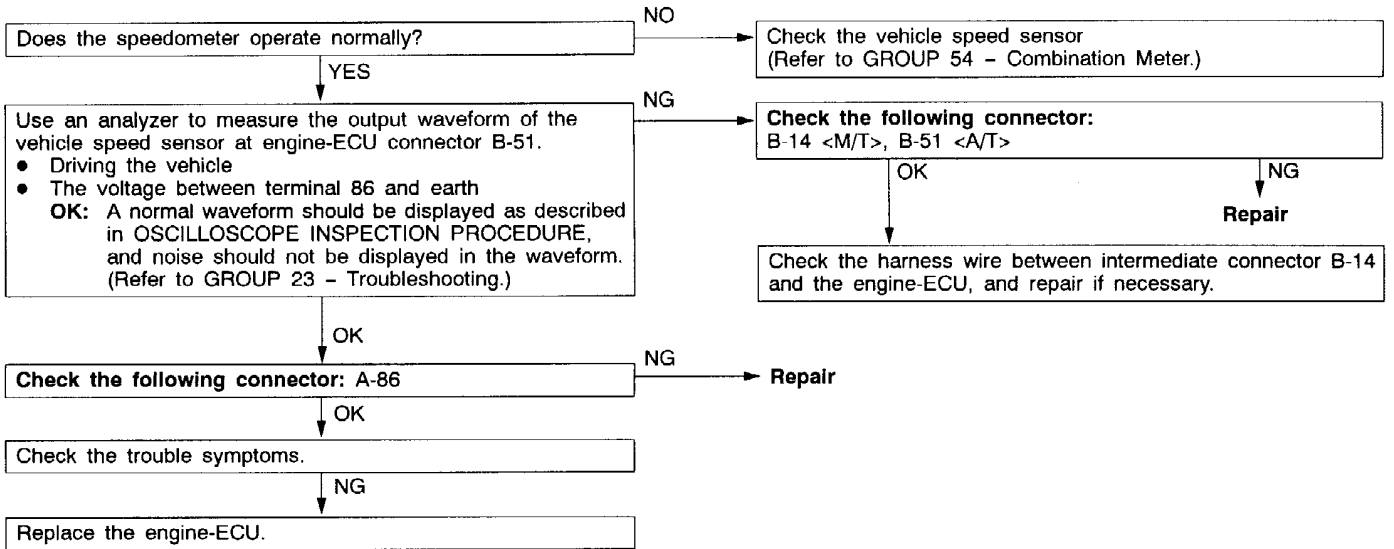 Does the speedometer operate normally?
NO
Check the vehicle speed sensor
(Refer to GROUP 54 – Combination Meter.)
YES
Use an analyzer to measure the output waveform of the
vehicle speed sensor at engine-ECU connector B-51.
● Driving the vehicle
● The voltage between terminal 86 and earth
OK: A normal waveform should be displayed as described
in OSCILLOSCOPE INSPECTION PROCEDURE,
and noise should not be displayed in the waveform.
(Refer to GROUP 23 – Troubleshooting.)
NG
Check the following connector:
B-14 <M/T>, B-51 <A/T>
OK
NG
Repair
Check the harness wire between intermediate connector B-14
and the engine-ECU, and repair if necessary.
OK
Check the following connector: A-86
NG
Repair
OK
Check the trouble symptoms.
NG
Replace the engine-ECU.